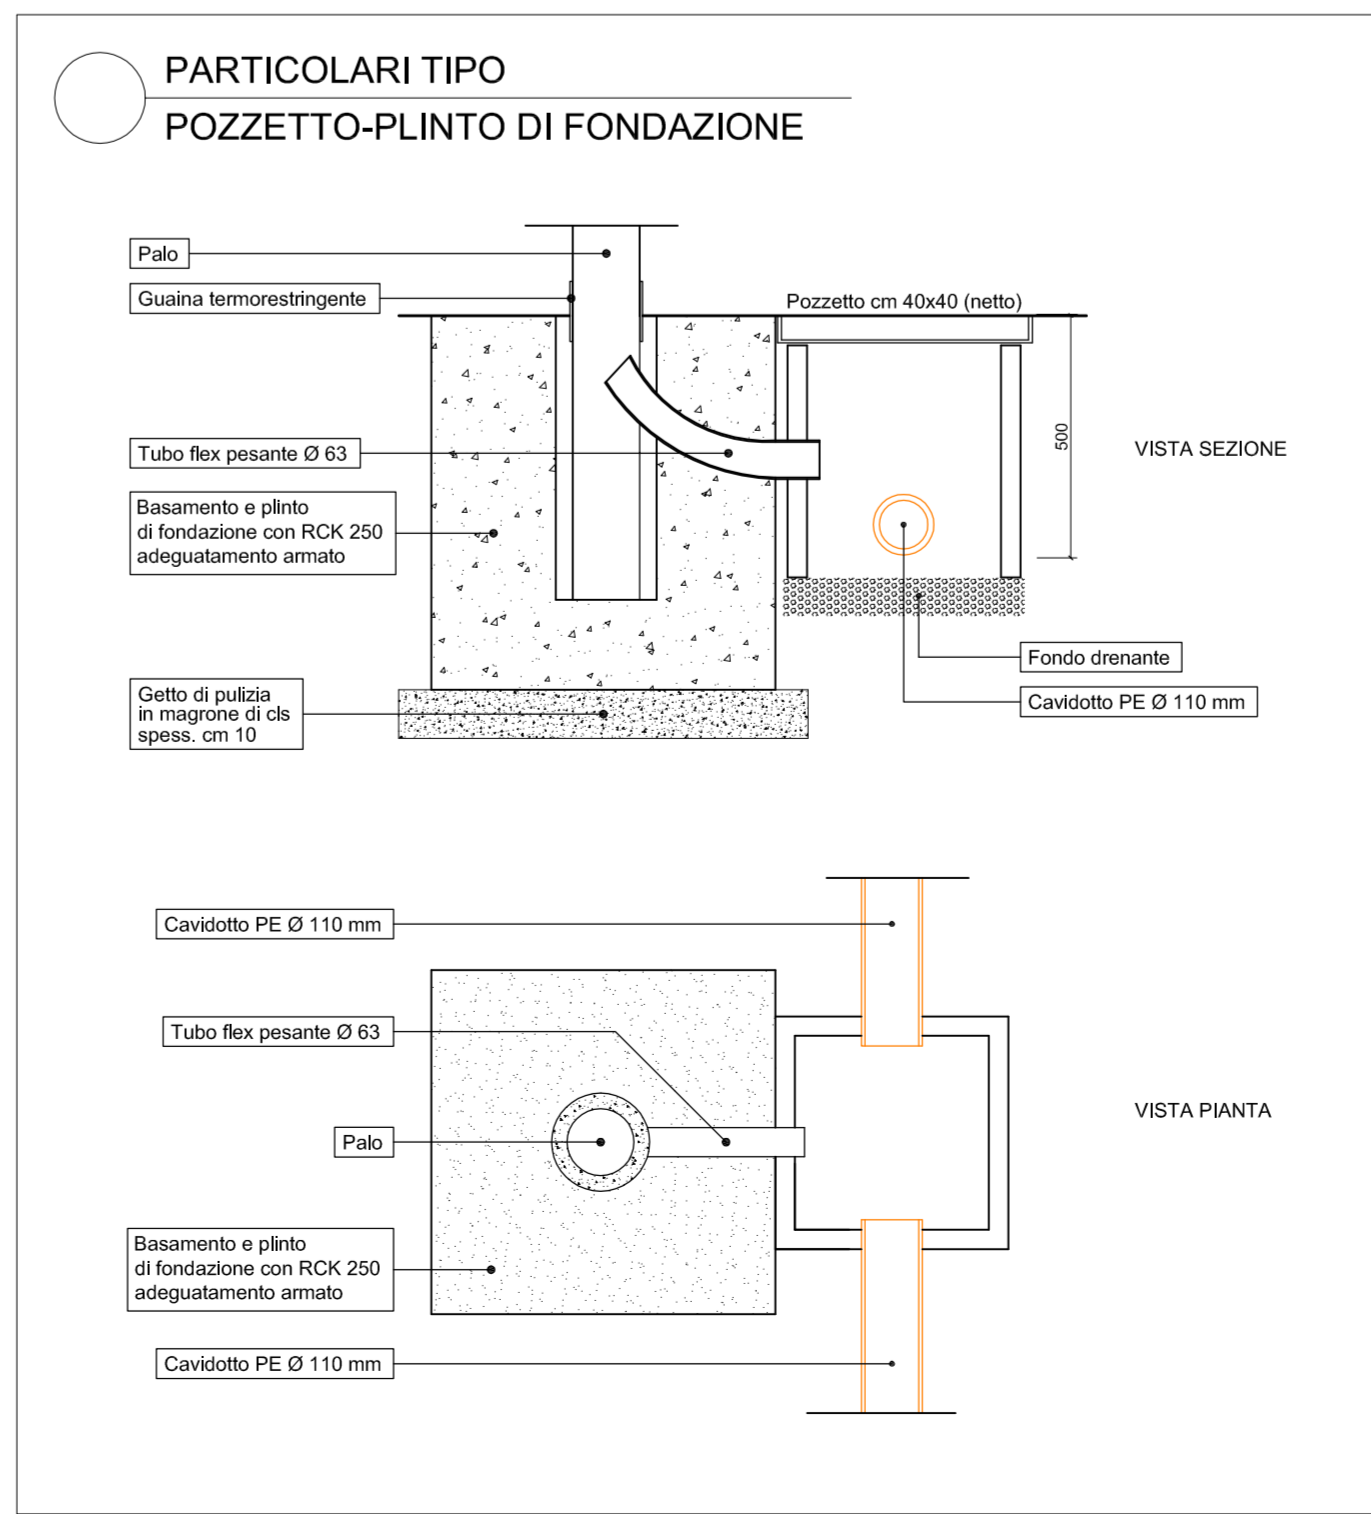 PARTICOLARI TIPO
POZZETTO-PLINTO DI FONDAZIONE
Palo
Guaina termorestringente
Pozzetto cm 40x40 (netto)
Tubo flex pesante Ø 63
500
VISTA SEZIONE
Basamento e plinto
di fondazione con RCK 250
adeguatamento armato
Fondo drenante
Cavidotto PE Ø 110 mm
Getto di pulizia
in magrone di cls
spess. cm 10
Cavidotto PE Ø 110 mm
Tubo flex pesante Ø 63
VISTA PIANTA
Palo
Basamento e plinto
di fondazione con RCK 250
adeguatamento armato
Cavidotto PE Ø 110 mm